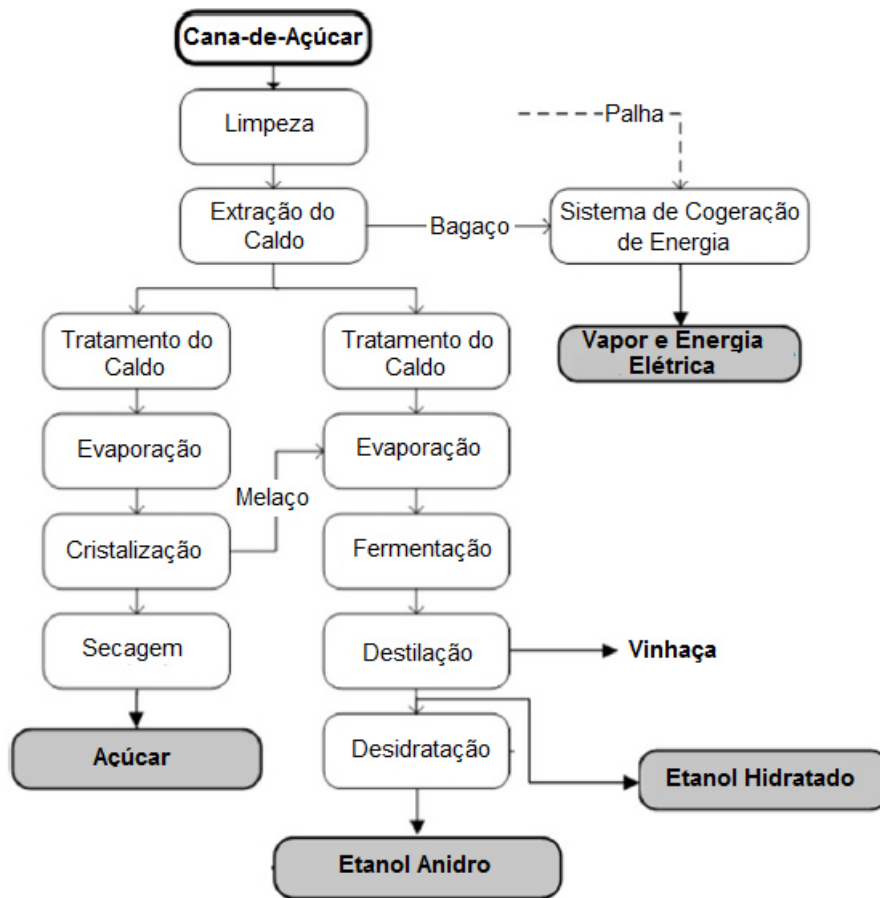 Cana-de-Açúcar
Limpeza
Palha
Extração do
Caldo
Bagaço
Sistema de Cogeração
de Energia
Vapor e Energia
Elétrica
Tratamento do
Caldo
Tratamento do
Caldo
Evaporação
Evaporação
Melaço
Cristalização
Fermentação
Secagem
Destilação
Vinhaça
Açúcar
Desidratação
Etanol Hidratado
Etanol Anidro